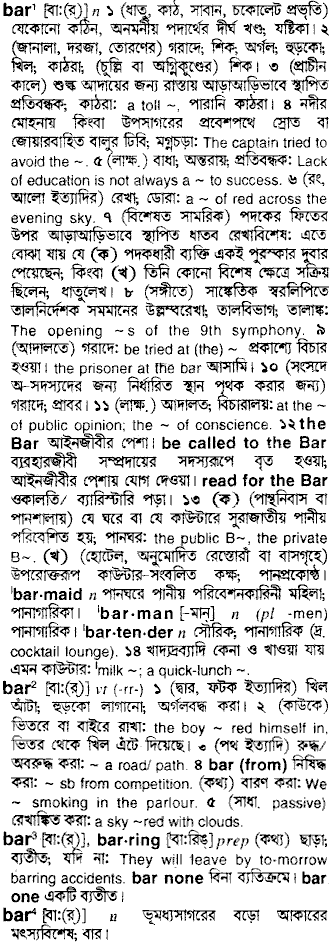 bar¹ [বা:(র্)] n ১ (ধাতু, কাঠ, সাবান, চকোলেট প্রভৃতি)
যেকোনো কঠিন, অনমনীয় পদার্থের দীর্ঘ খণ্ড; যষ্টিকা। ২
(জানালা, দরজা, তোরণের) গরাদে; শিক, অর্গল; হুড়কো;
খিল, কাঠরা; (চুল্লি বা অগ্নিকুণ্ডের) শিক। ৩ (প্রাচীন
কালে) শুল্ক আদায়ের জন্য রাস্তায় আড়াআড়িভাবে স্থাপিত
প্রতিবন্ধক; কাঠরা: a toll ~, পারানি কাঠরা। ৪ নদীর
মোহনায় কিংবা উপসাগরের প্রবেশপথে স্রোত বা
জোয়ারবাহিত বালুর ঢিবি; মগ্নচড়া: The captain tried to
avoid the ~. ৫ (লাক্ষ.) বাধা; অন্তরায়; প্রতিবন্ধক: Lack
of education is not always a ~ to success. ৬ (রং,
আলো ইত্যাদির) রেখা, ডোরা: a ~ of red across the
evening sky. ৭ (বিশেষত সামরিক) পদকের ফিতের
উপর আড়াআড়িভাবে স্থাপিত ধাতব রেখাবিশেষ: এতে
বোঝা যায় যে (ক) পদকধারী ব্যক্তি একই পুরস্কার দুবার
পেয়েছেন; কিংবা (খ) তিনি কোনো বিশেষ ক্ষেত্রে সক্রিয়
ছিলেন; ধাতুলেখ। ৮ (সঙ্গীতে) সাঙ্কেতিক স্বরলিপিতে
তালনির্দেশক সমমানের উল্লম্বরেখা; তালবিভাগ; তালাঙ্ক:
The opening ~s of the 9th symphony. ৯
(আদালতে) গরাদে: be tried at (the) ~ প্রকাশ্যে বিচার
হওয়া। the prisoner at the bar আসামি। ১০ (সংসদে
অ-সদস্যদের জন্য নির্ধারিত স্থান পৃথক করার জন্য)
গরাদে; প্রাবর। ১১ (লাক্ষ.) আদালত; বিচারালয়: at the ~
of public opinion; the ~ of conscience. ১২ the
Bar আইনজীবীর পেশা। be called to the Bar
ব্যবহারজীবী সম্প্রদায়ের সদস্যরূপে বৃত হওয়া;
আইনজীবীর পেশায় যোগ দেওয়া। read for the Bar
ওকালতি/ ব্যারিস্টারি পড়া। ১৩ (ক) (পান্থনিবাস বা
পানশালায়) যে ঘরে বা যে কাউন্টারে সুরাজাতীয় পানীয়
পরিবেশিত হয়; পানঘর: the public B~, the private
B~. (খ) (হোটেল, অনুমোদিত রেস্তোরাঁ বা বাসগৃহে)
উপরোক্তরূপ কাউন্টার-সংবলিত কক্ষ; পানপ্রকোষ্ঠ।
ˈbar·maid n পানঘরে পানীয় পরিবেশনকারিনী মহিলা;
পানাগারিকা। ˈbar·man [-মান্] n (pl -men)
পানাগারিক। ˈbar·ten·der n সৌরিক; পানাগারিক (দ্র.
cocktail lounge). ১৪ খাদ্যদ্রব্যাদি কেনা ও খাওয়া যায়
এমন কাউন্টার: ˈmilk ~; a quick-lunch ~.
bar² [বা:(র্)] vt (-rr-) ১ (দ্বার, ফটক ইত্যাদির) খিল
আঁটা; হুড়কো লাগানো; অর্গলবদ্ধ করা। ২ (কাউকে)
ভিতরে বা বাইরে রাখা: the boy ~ red himself in,
ভিতর থেকে খিল এঁটে দিয়েছে। ৩ (পথ ইত্যাদি) রুদ্ধ/
অবরুদ্ধ করা: ~ a road/ path. ৪ bar (from) নিষিদ্ধ
করা: ~ sb from competition. (কথ্য) বারণ করা: We
~ smoking in the parlour. ৫ (সাধা. passive)
রেখাঙ্কিত করা: a sky ~red with clouds.
bar³ [বা:(র্)], bar·ring [বা:রিঙ্] prep (কথ্য) ছাড়া;
ব্যতীত; যদি না: They will leave by to-morrow
barring accidents. bar none বিনা ব্যতিক্রমে। bar
one একটি ব্যতীত।
bar⁴ [বা:(র্)] n ভূমধ্যসাগরের বড়ো আকারের
মৎস্যবিশেষ; বার।